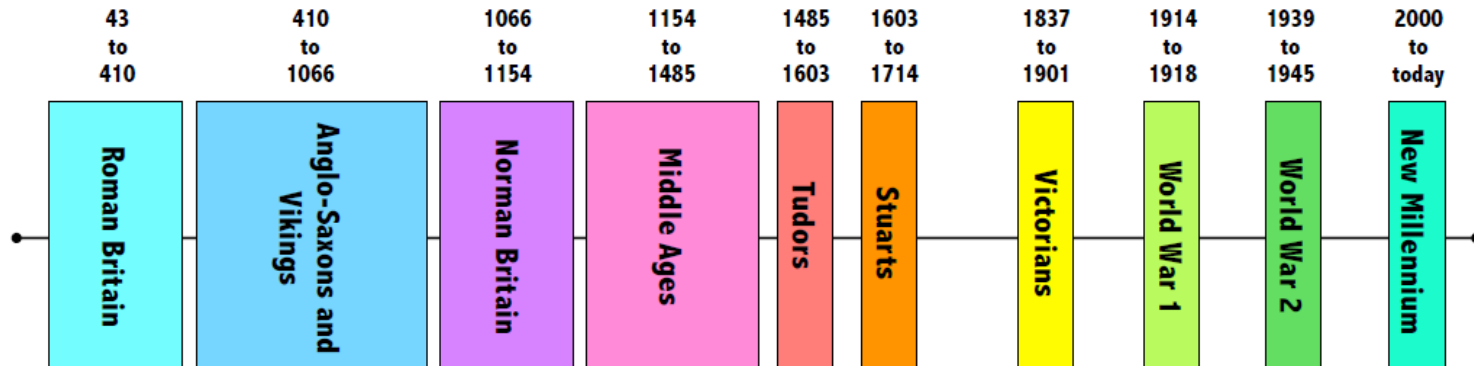 43
to
410
410
to
1066
1066
to
1154
1154
to
1485
1485
to
1603
1603
to
1714
1837
to
1901
1914
to
1918
1939
to
1945
2000
to
today
Roman Britain
Anglo-Saxons and
Vikings
Norman Britain
Middle Ages
Tudors
Stuarts
Victorians
World War 1
World War 2
New Millennium